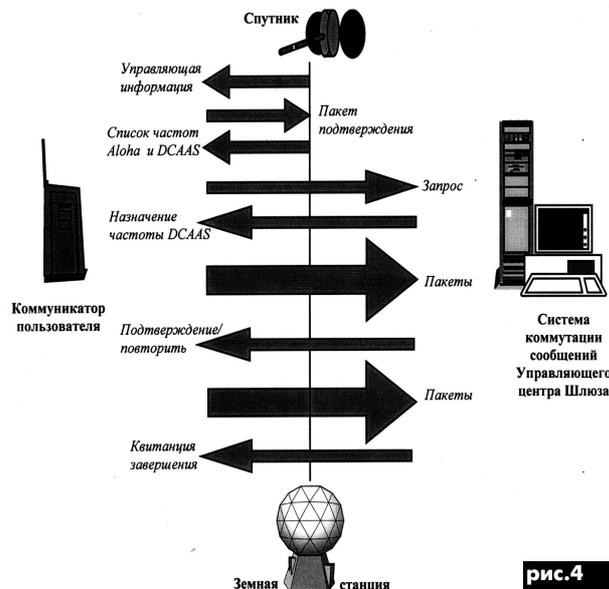 Спутник
Управляющая
информация
Пакет
подтверждения
Список частот
Aloha и DCAAS
Запрос
Назначение
частоты DCAAS
Пакеты
Коммуникатор
пользователя
Система
коммутации
сообщений
Управляющего
центра Шлюза
Подтверждение/
повторить
Пакеты
Квитанция
завершения
Земная станция
рис.4